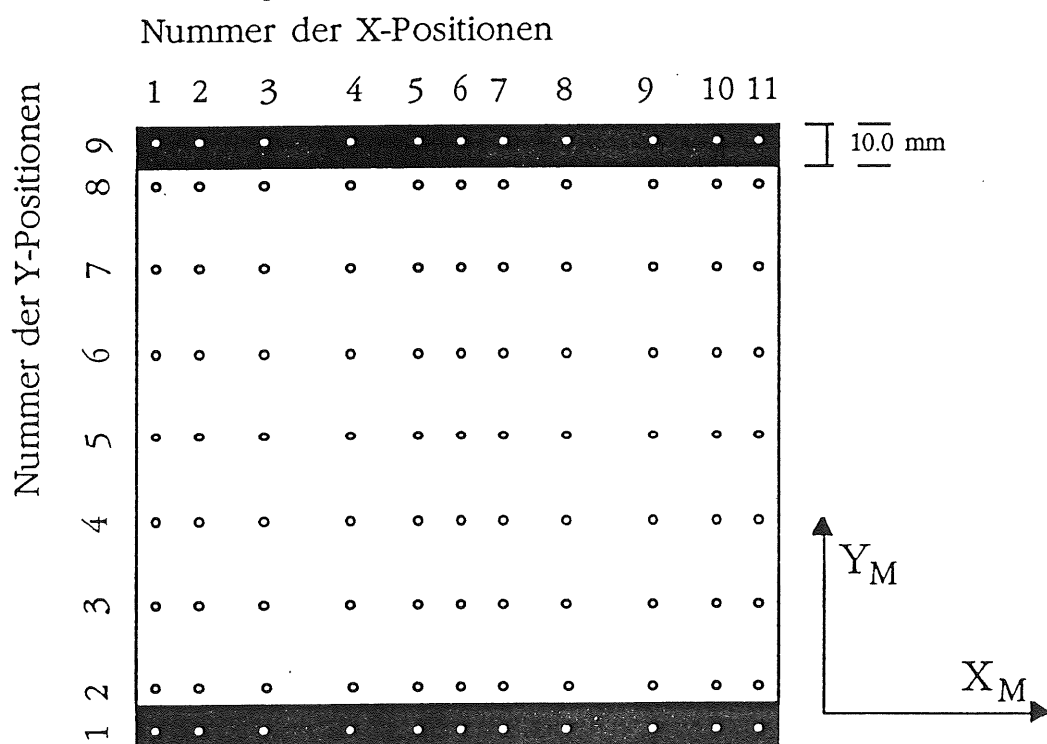 Nummer der X-Positionen
1 2 3 4 5 6 7 8 9 10 11
Nummer der Y-Positionen
9
8
7
6
5
4
3
2
1
10.0 mm
Y_M
X_M